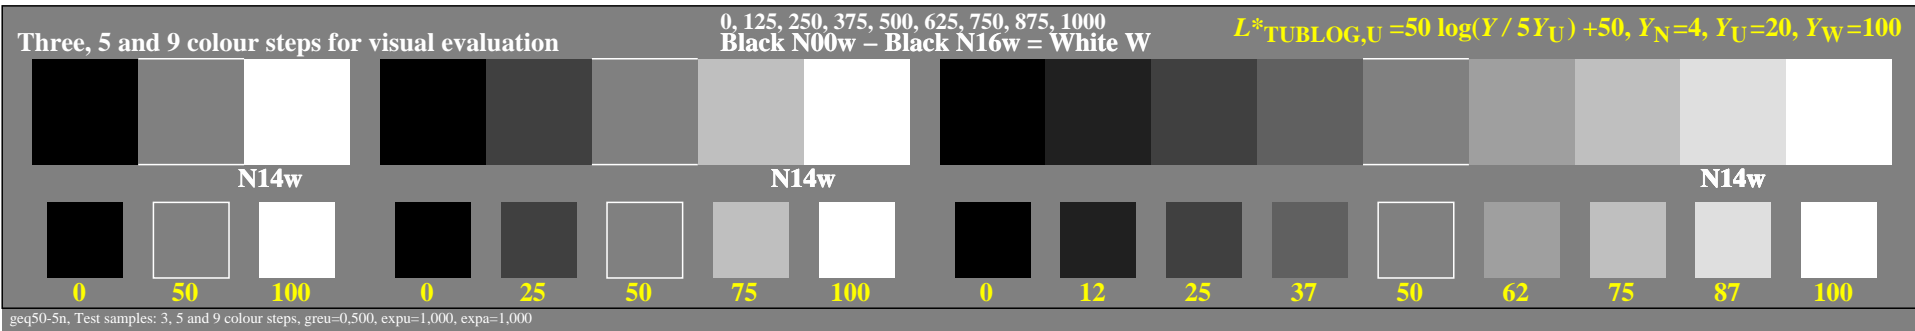 Three, 5 and 9 colour steps for visual evaluation
0, 125, 250, 375, 500, 625, 750, 875, 1000
Black N00w – Black N16w = White W
L*TUBLOG,U =50 log(Y / 5YU) +50, YN=4, YU=20, YW=100
N14w N14w N14w
0 50 100 0 25 50 75 100 0 12 25 37 50 62 75 87 100
geq50-5n, Test samples: 3, 5 and 9 colour steps, greu=0,500, expu=1,000, expa=1,000